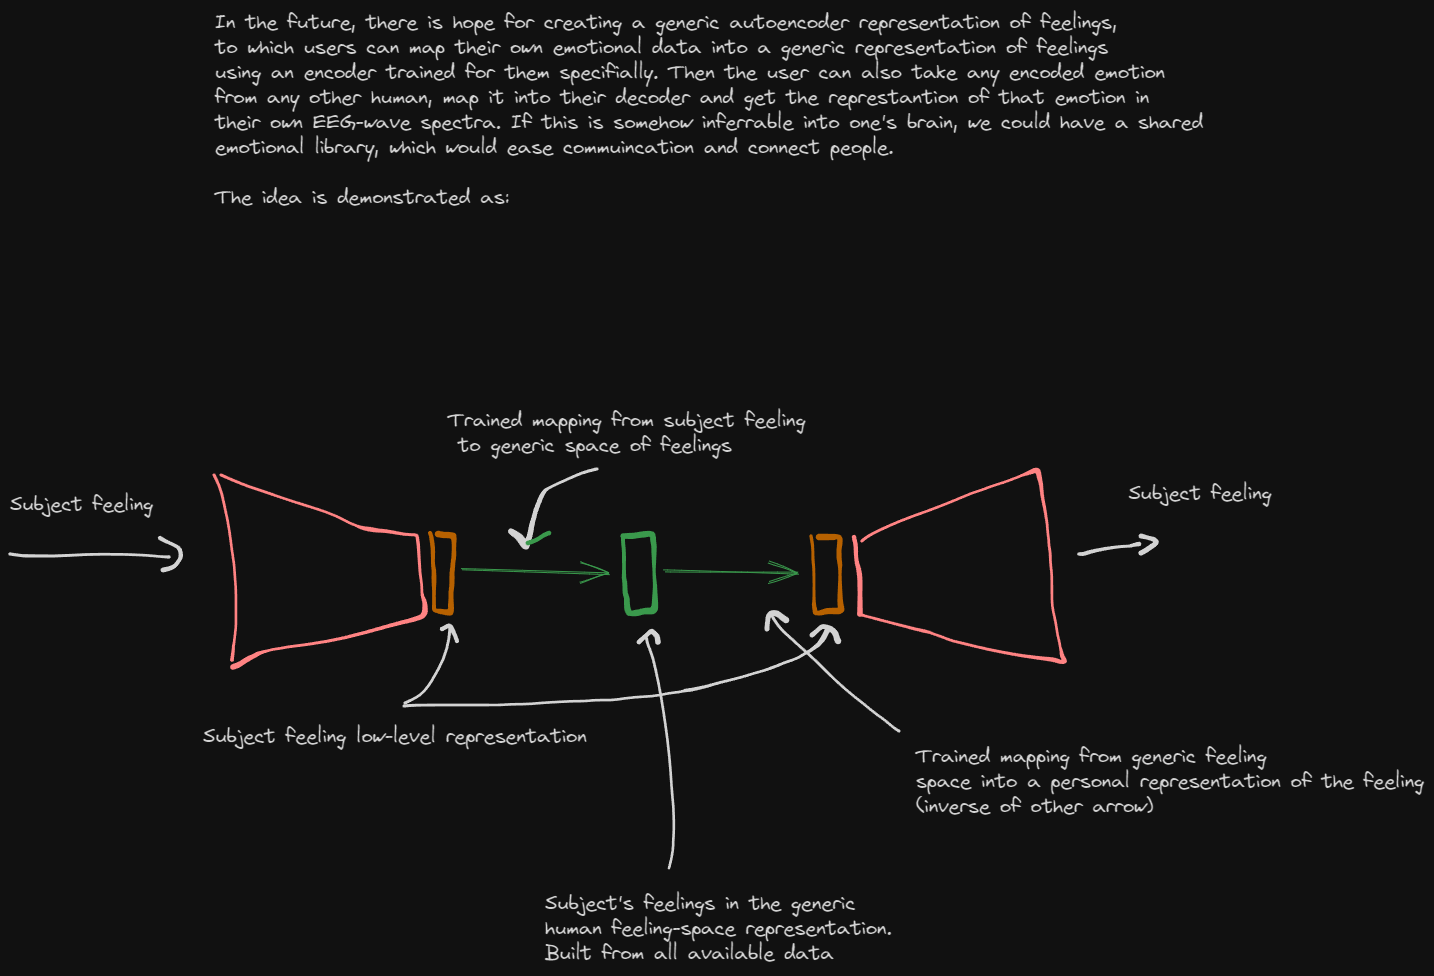 In the future, there is hope for creating a generic autoencoder representation of feelings,
to which users can map their own emotional data into a generic representation of feelings
using an encoder trained for them specifially. Then the user can also take any encoded emotion
from any other human, map it into their decoder and get the represtantion of that emotion in
their own EEG-wave spectra. If this is somehow inferrable into one's brain, we could have a shared
emotional library, which would ease commuincation and connect people.
The idea is demonstrated as:
Trained mapping from subject feeling
to generic space of feelings
Subject feeling
Subject feeling
Subject feeling low-level representation
Trained mapping from generic feeling
space into a personal representation of the feeling
(inverse of other arrow)
Subject's feelings in the generic
human feeling-space representation.
Built from all available data